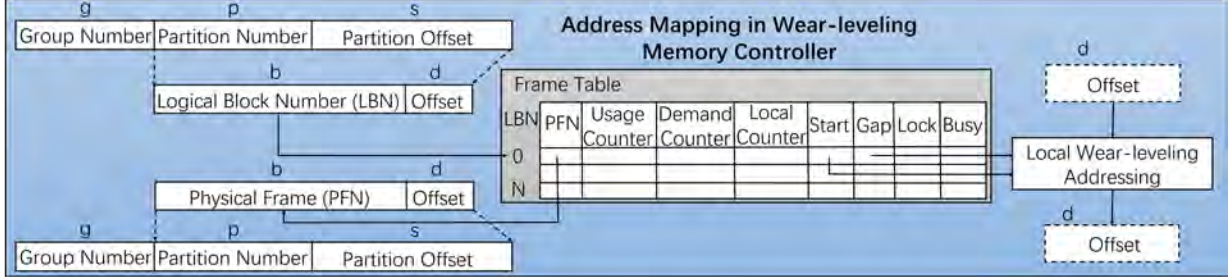 g p s
Group Number Partition Number Partition Offset
b d
Logical Block Number (LBN) Offset
Address Mapping in Wear-leveling
Memory Controller
Frame Table
LBN PFN Usage Counter Demand Counter Local Counter Start Gap Lock Busy
0
N
b d
Physical Frame (PFN) Offset
g p s
Group Number Partition Number Partition Offset
d
Offset
Local Wear-leveling
Addressing
d
Offset